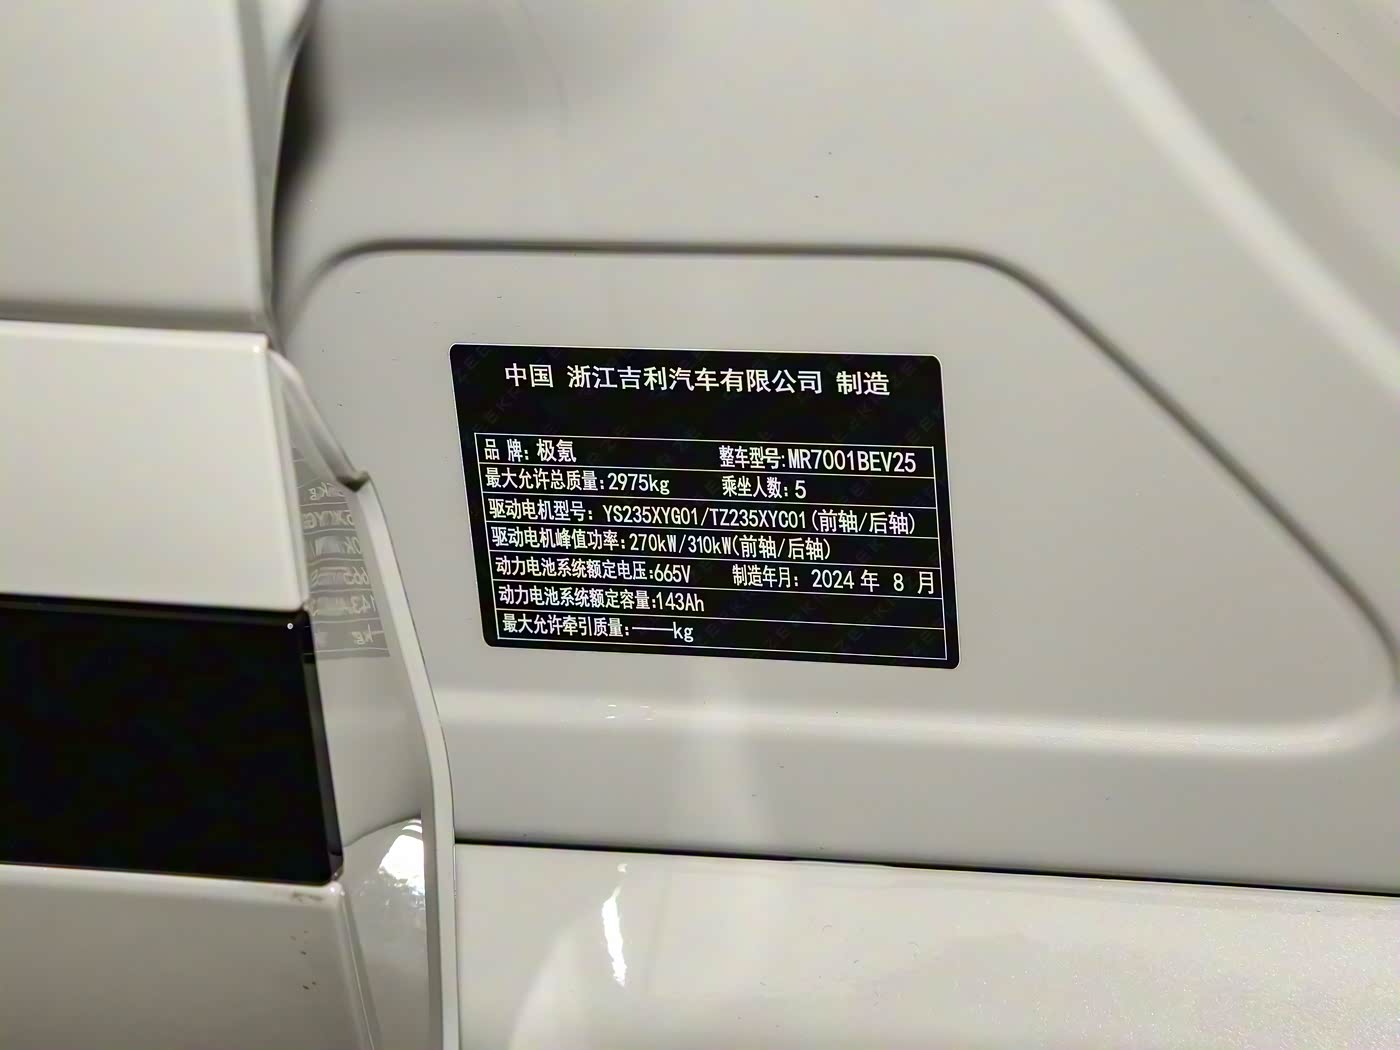 中国 浙江吉利汽车有限公司 制造
品 牌: 极氪 整车型号:MR7001BEV25
最大允许总质量:2975kg 乘坐人数:5
驱动电机型号: YS235XYG01/TZ235XYC01(前轴/后轴)
驱动电机峰值功率:270kW/310kW(前轴/后轴)
动力电池系统额定电压:665V 制造年月: 2024 年 8 月
动力电池系统额定容量:143Ah
最大允许牵引质量:——kg